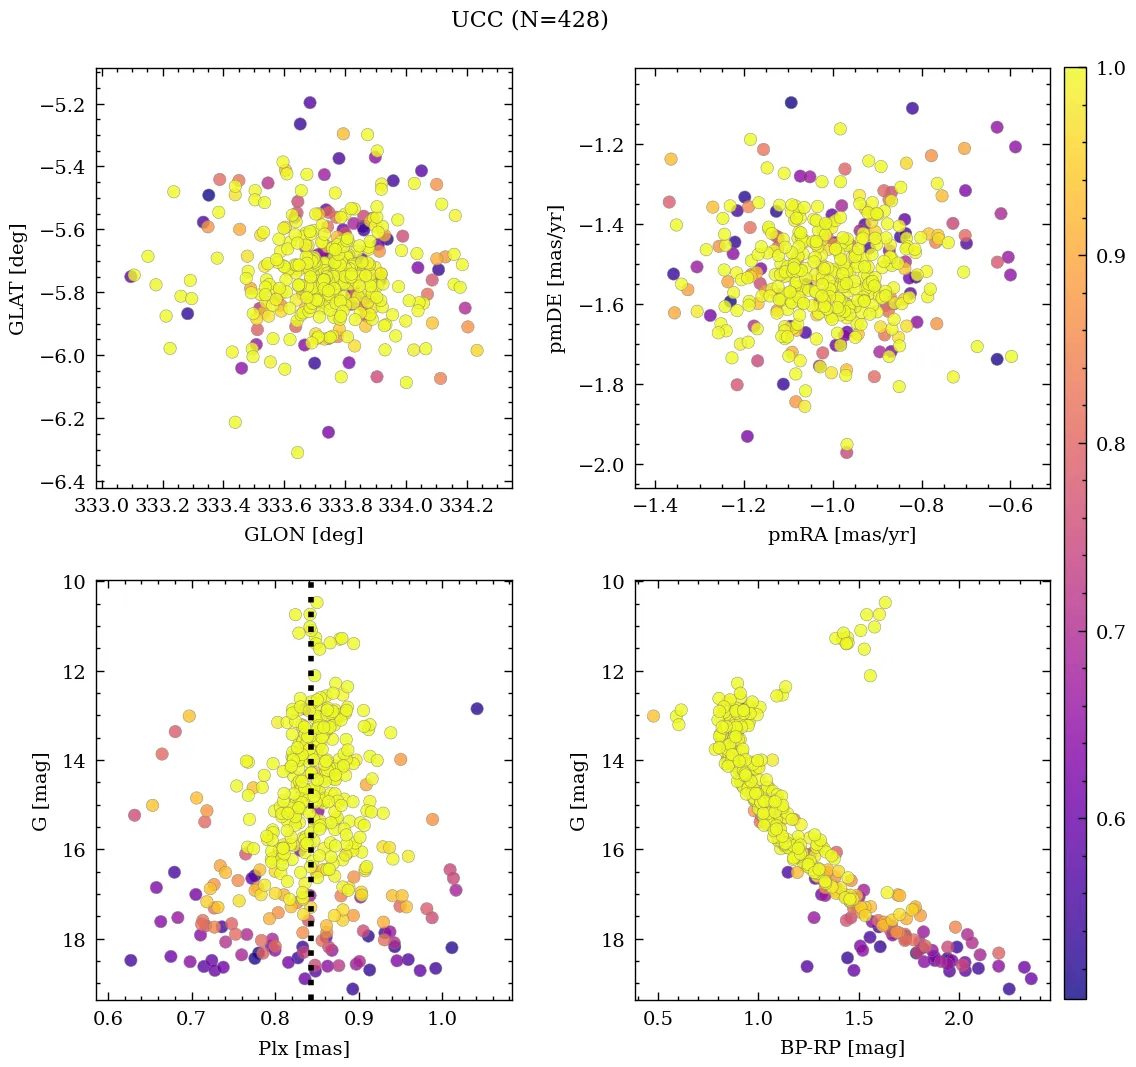 UCC (N=428)
−5.2
−5.4
−5.6
−5.8
−6.0
−6.2
−6.4
GLAT [deg]
333.0 333.2 333.4 333.6 333.8 334.0 334.2
GLON [deg]
−1.2
−1.4
−1.6
−1.8
−2.0
pmDE [mas/yr]
−1.4 −1.2 −1.0 −0.8 −0.6
pmRA [mas/yr]
1.0
0.9
0.8
0.7
0.6
10
12
14
16
18
G [mag]
0.6 0.7 0.8 0.9 1.0
Plx [mas]
10
12
14
16
18
G [mag]
0.5 1.0 1.5 2.0
BP-RP [mag]